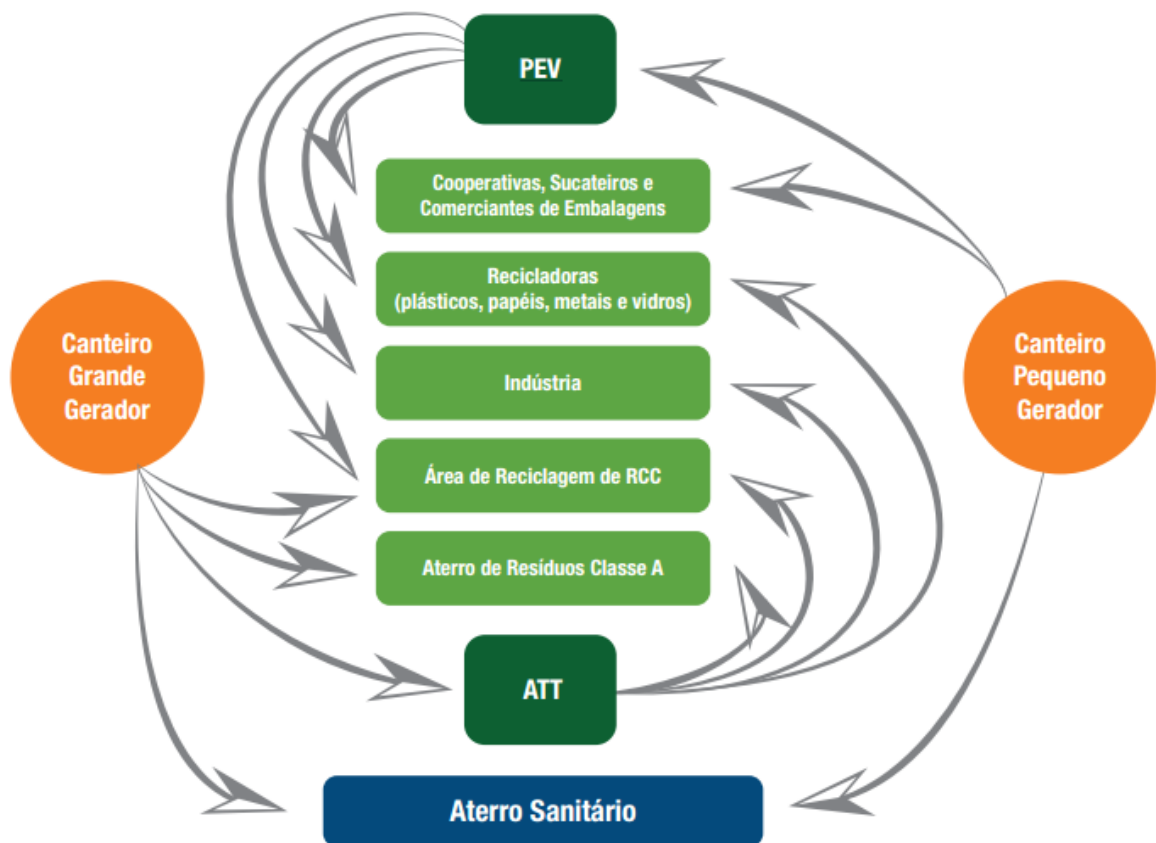 PEV
Cooperativas, Sucateiros e
Comerciantes de Embalagens
Recicladoras
(plásticos, papéis, metais e vidros)
Canteiro
Grande
Gerador
Canteiro
Pequeno
Gerador
Indústria
Área de Reciclagem de RCC
Aterro de Resíduos Classe A
ATT
Aterro Sanitário